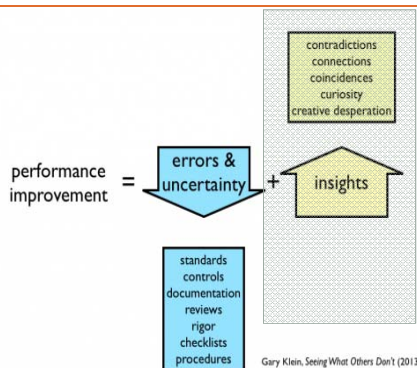 contradictions
connections
coincidences
curiosity
creative desperation
performance
improvement
=
errors &
uncertainty
+
insights
standards
controls
documentation
reviews
rigor
checklists
procedures
Gary Klein, Seeing What Others Don't (2013